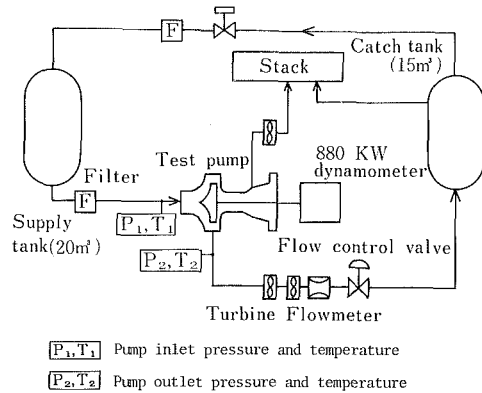 F
Catch tank
(15m³)
Stack
Test pump
880 KW
dynamometer
Filter
F
P₁,T₁
Supply
tank(20m³)
P₂,T₂
Flow control valve
Turbine Flowmeter
P₁,T₁ Pump inlet pressure and temperature
P₂,T₂ Pump outlet pressure and temperature